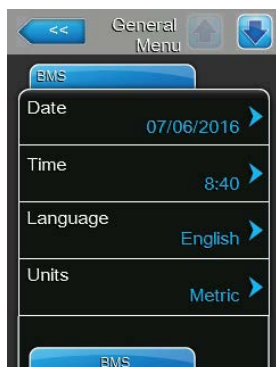 <<
General
Menu
BMS
Date
07/06/2016
Time
8:40
Language
English
Units
Metric
BMS